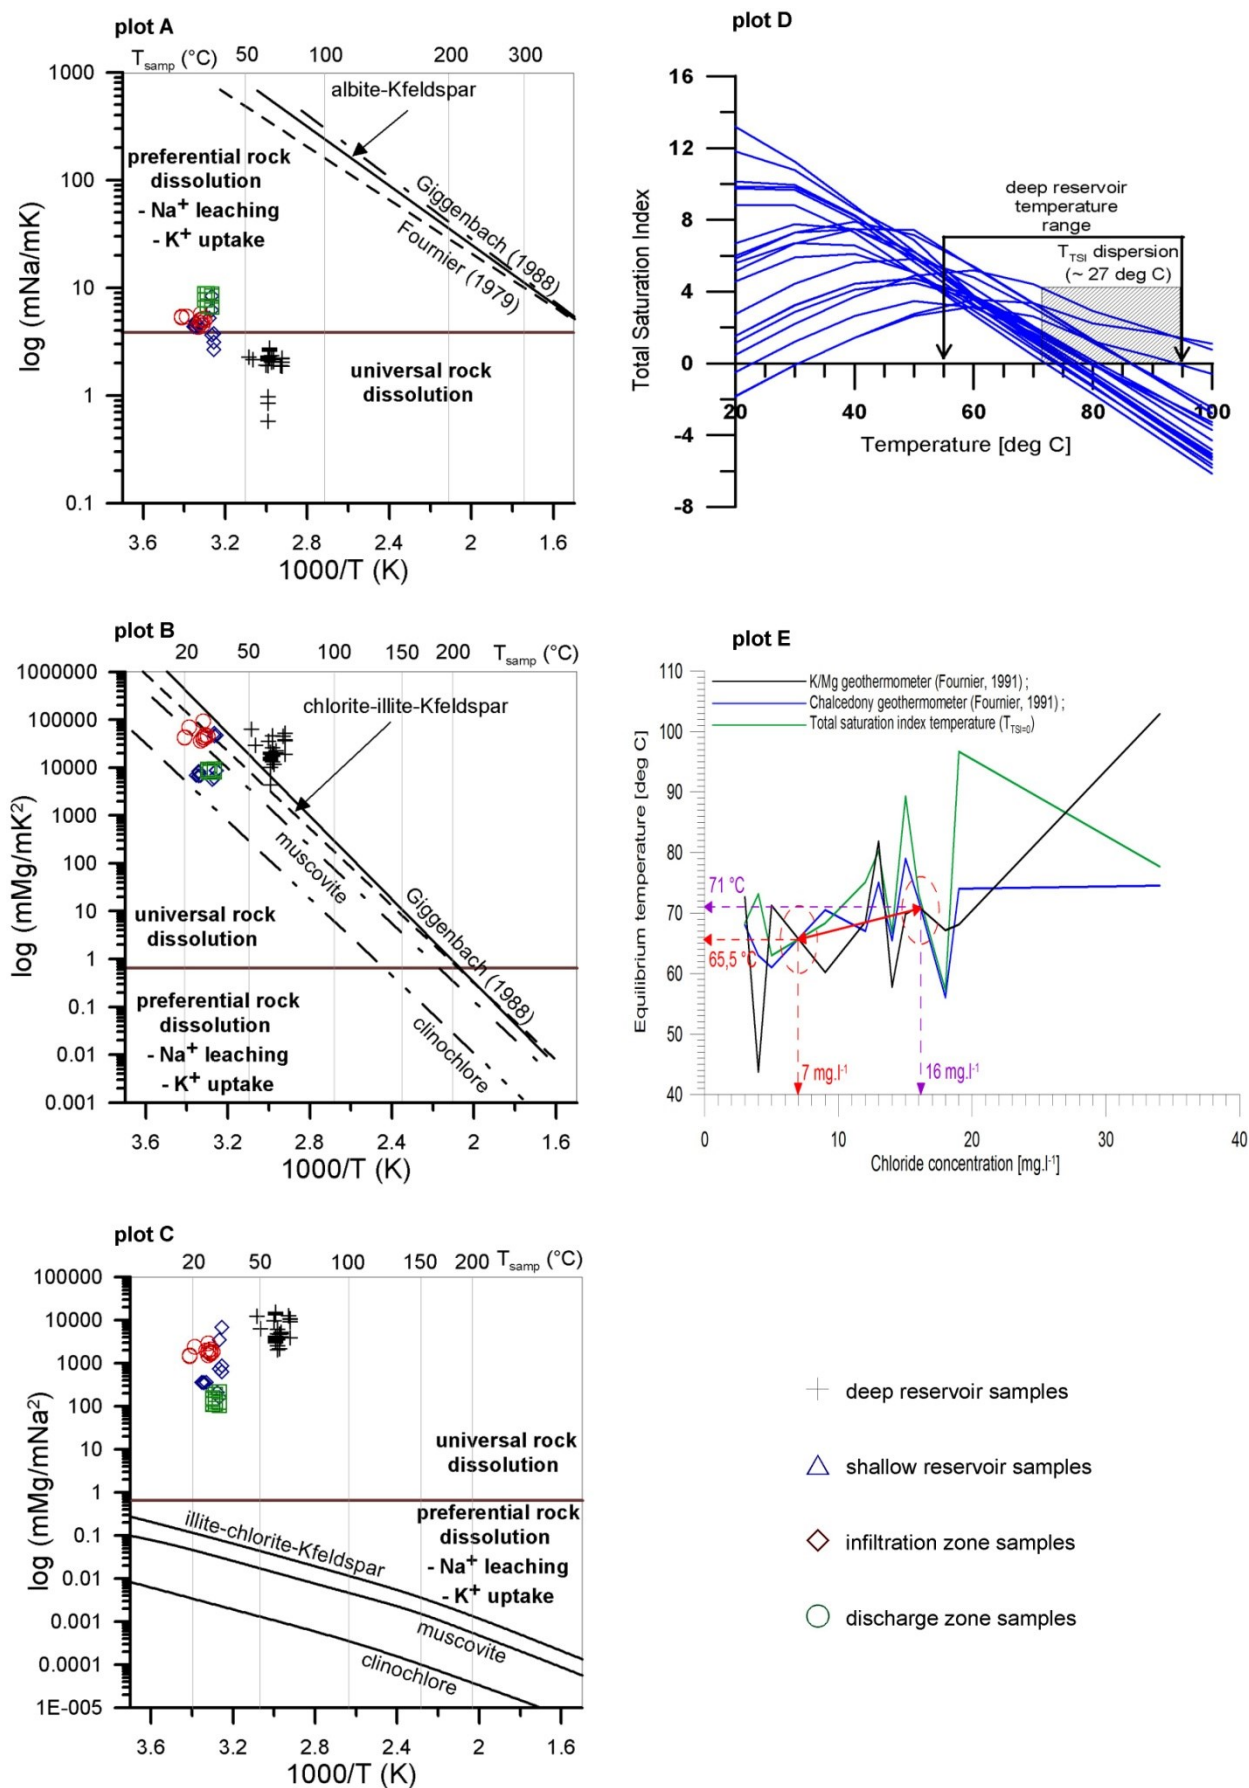 plot A
T_samp (°C) 50 100 200 300
1000
100
10
1
0.1
log (mNa/mK)
albite-Kfeldspar
preferential rock
dissolution
- Na⁺ leaching
- K⁺ uptake
Giggenbach (1988)
Fournier (1979)
universal rock
dissolution
3.6 3.2 2.8 2.4 2 1.6
1000/T (K)
plot D
16
12
8
4
0
-4
-8
Total Saturation Index
deep reservoir
temperature
range
T_TSI dispersion
(~ 27 deg C)
20 40 60 80 100
Temperature [deg C]
plot B
20 50 100 150 200 T_samp (°C)
1000000
100000
10000
1000
100
10
1
0.1
0.01
0.001
log (mMg/mK²)
chlorite-illite-Kfeldspar
muscovite
Giggenbach (1988)
clinochlore
universal rock
dissolution
preferential rock
dissolution
- Na⁺ leaching
- K⁺ uptake
3.6 3.2 2.8 2.4 2 1.6
1000/T (K)
plot E
110
100
90
80
70
60
50
40
Equilibrium temperature [deg C]
K/Mg geothermometer (Fournier, 1991) ;
Chalcedony geothermometer (Fournier, 1991) ;
Total saturation index temperature (T_TSI=0)
71 °C
65,5 °C
7 mg.l⁻¹
16 mg.l⁻¹
0 10 20 30 40
Chloride concentration [mg.l⁻¹]
plot C
20 50 100 150 200 T_samp (°C)
100000
10000
1000
100
10
1
0.1
0.01
0.001
0.0001
1E-005
log (mMg/mNa²)
universal rock
dissolution
preferential rock
dissolution
- Na⁺ leaching
- K⁺ uptake
illite-chlorite-Kfeldspar
muscovite
clinochlore
3.6 3.2 2.8 2.4 2 1.6
1000/T (K)
deep reservoir samples
shallow reservoir samples
infiltration zone samples
discharge zone samples